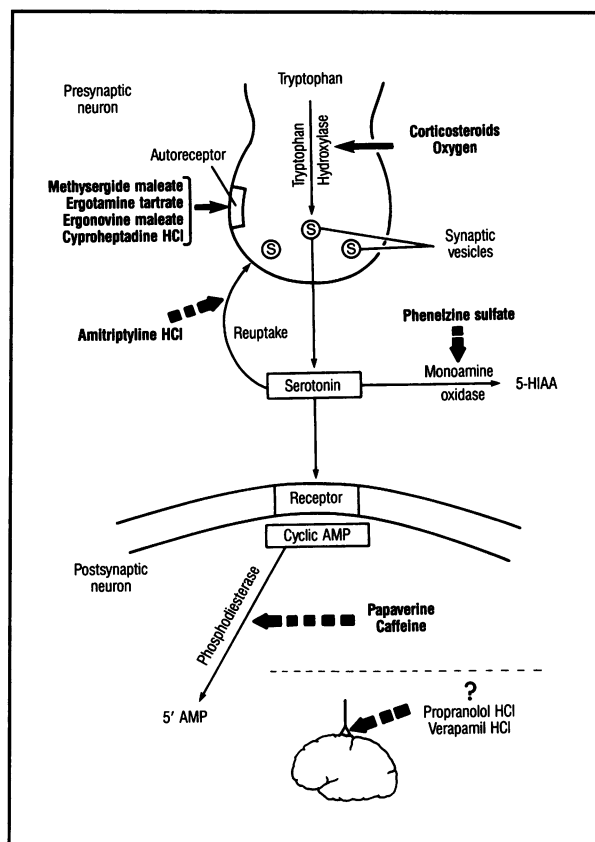 Tryptophan
Presynaptic
neuron
Tryptophan
Hydroxylase
Corticosteroids
Oxygen
Autoreceptor
Methysergide maleate
Ergotamine tartrate
Ergonovine maleate
Cyproheptadine HCl
S
S
S
Synaptic
vesicles
Amitriptyline HCl
Reuptake
Phenelzine sulfate
Serotonin
Monoamine
oxidase
5-HIAA
Receptor
Cyclic AMP
Postsynaptic
neuron
Phosphodiesterase
Papaverine
Caffeine
5′ AMP
?
Propranolol HCl
Verapamil HCl